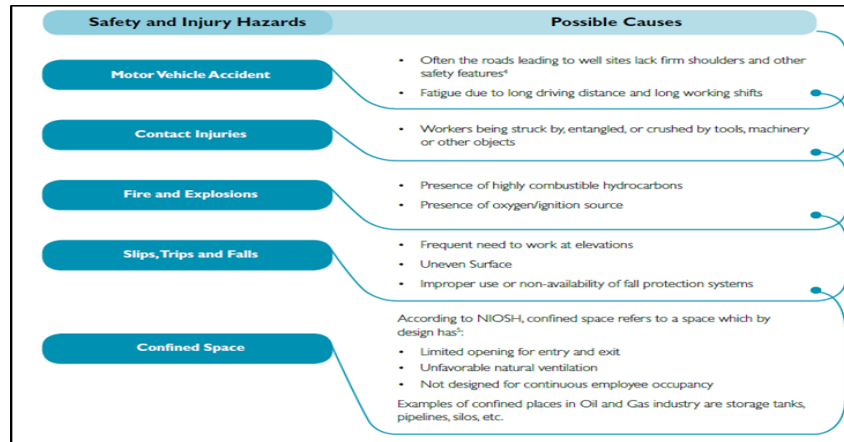 Safety and Injury Hazards
Possible Causes
Motor Vehicle Accident
• Often the roads leading to well sites lack firm shoulders and other
safety features⁴
• Fatigue due to long driving distance and long working shifts
Contact Injuries
• Workers being struck by, entangled, or crushed by tools, machinery
or other objects
Fire and Explosions
• Presence of highly combustible hydrocarbons
• Presence of oxygen/ignition source
Slips, Trips and Falls
• Frequent need to work at elevations
• Uneven Surface
• Improper use or non-availability of fall protection systems
Confined Space
According to NIOSH, confined space refers to a space which by
design has⁵:
• Limited opening for entry and exit
• Unfavorable natural ventilation
• Not designed for continuous employee occupancy
Examples of confined places in Oil and Gas industry are storage tanks,
pipelines, silos, etc.